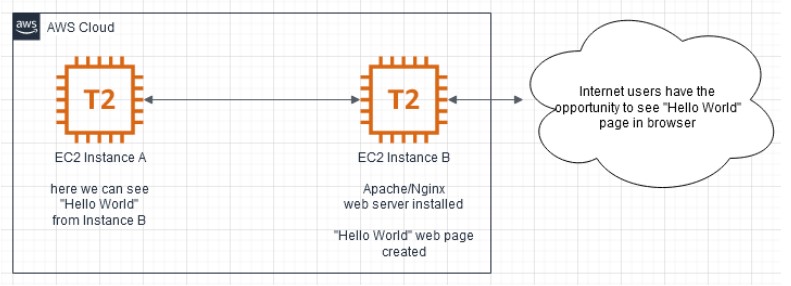 aws
AWS Cloud
T2
T2
EC2 Instance A
EC2 Instance B
here we can see
"Hello World"
from Instance B
Apache/Nginx
web server installed
"Hello World" web page
created
Internet users have the
opportunity to see "Hello World"
page in browser